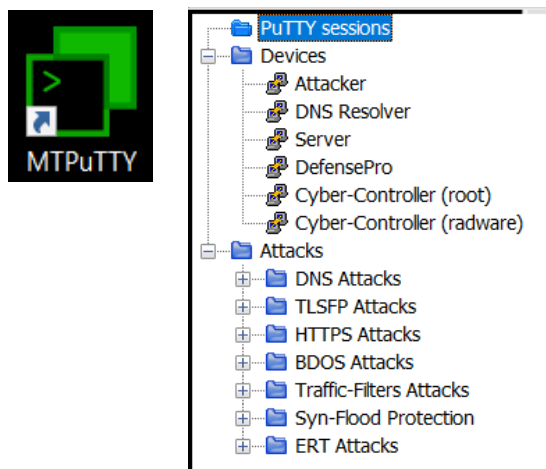 MTPuTTY
PuTTY sessions
Devices
Attacker
DNS Resolver
Server
DefensePro
Cyber-Controller (root)
Cyber-Controller (radware)
Attacks
DNS Attacks
TLSFP Attacks
HTTPS Attacks
BDOS Attacks
Traffic-Filters Attacks
Syn-Flood Protection
ERT Attacks